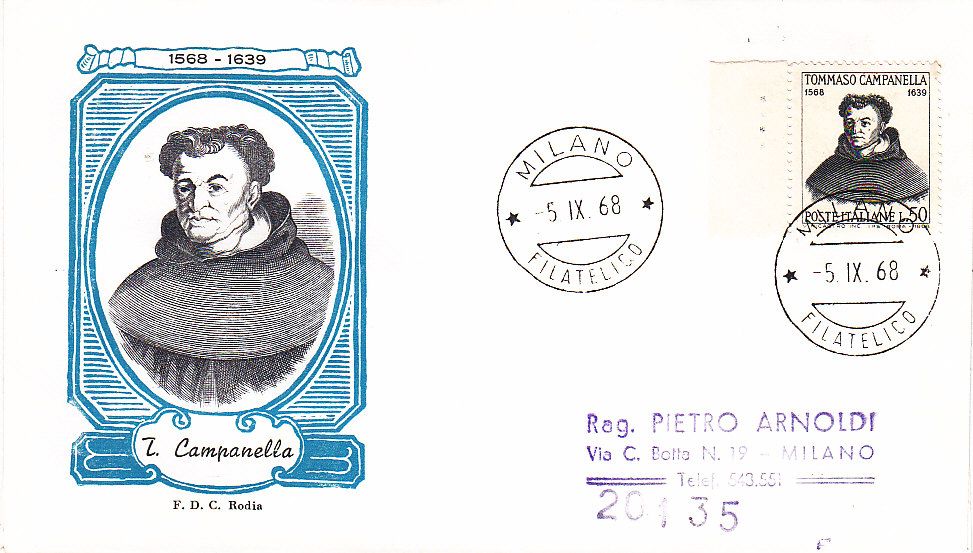 1568 - 1639
T. Campanella
F. D. C. Rodia
MILANO
-5. IX. 68
FILATELICO
TOMMASO CAMPANELLA
1568 1639
POSTE ITALIANE L.50
MILANO
-5. IX. 68
FILATELICO
Rag. PIETRO ARNOLDI
Via C. Botta N. 19 - MILANO
Telef. 543.551
20135